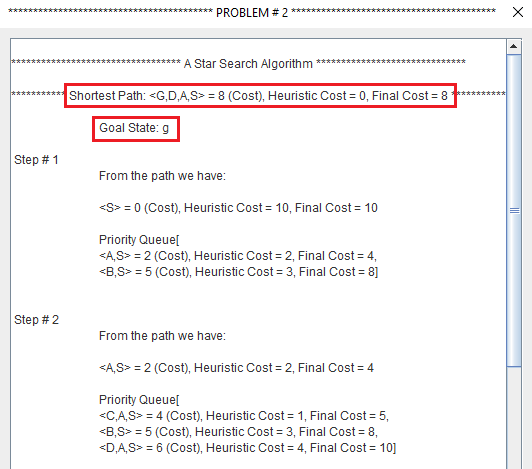 **************************************** PROBLEM # 2 ****************************************
********************************* A Star Search Algorithm *****************************
********** Shortest Path: <G,D,A,S> = 8 (Cost), Heuristic Cost = 0, Final Cost = 8 **********
Goal State: g
Step # 1
From the path we have:
<S> = 0 (Cost), Heuristic Cost = 10, Final Cost = 10
Priority Queue[
<A,S> = 2 (Cost), Heuristic Cost = 2, Final Cost = 4,
<B,S> = 5 (Cost), Heuristic Cost = 3, Final Cost = 8]
Step # 2
From the path we have:
<A,S> = 2 (Cost), Heuristic Cost = 2, Final Cost = 4
Priority Queue[
<C,A,S> = 4 (Cost), Heuristic Cost = 1, Final Cost = 5,
<B,S> = 5 (Cost), Heuristic Cost = 3, Final Cost = 8,
<D,A,S> = 6 (Cost), Heuristic Cost = 4, Final Cost = 10]